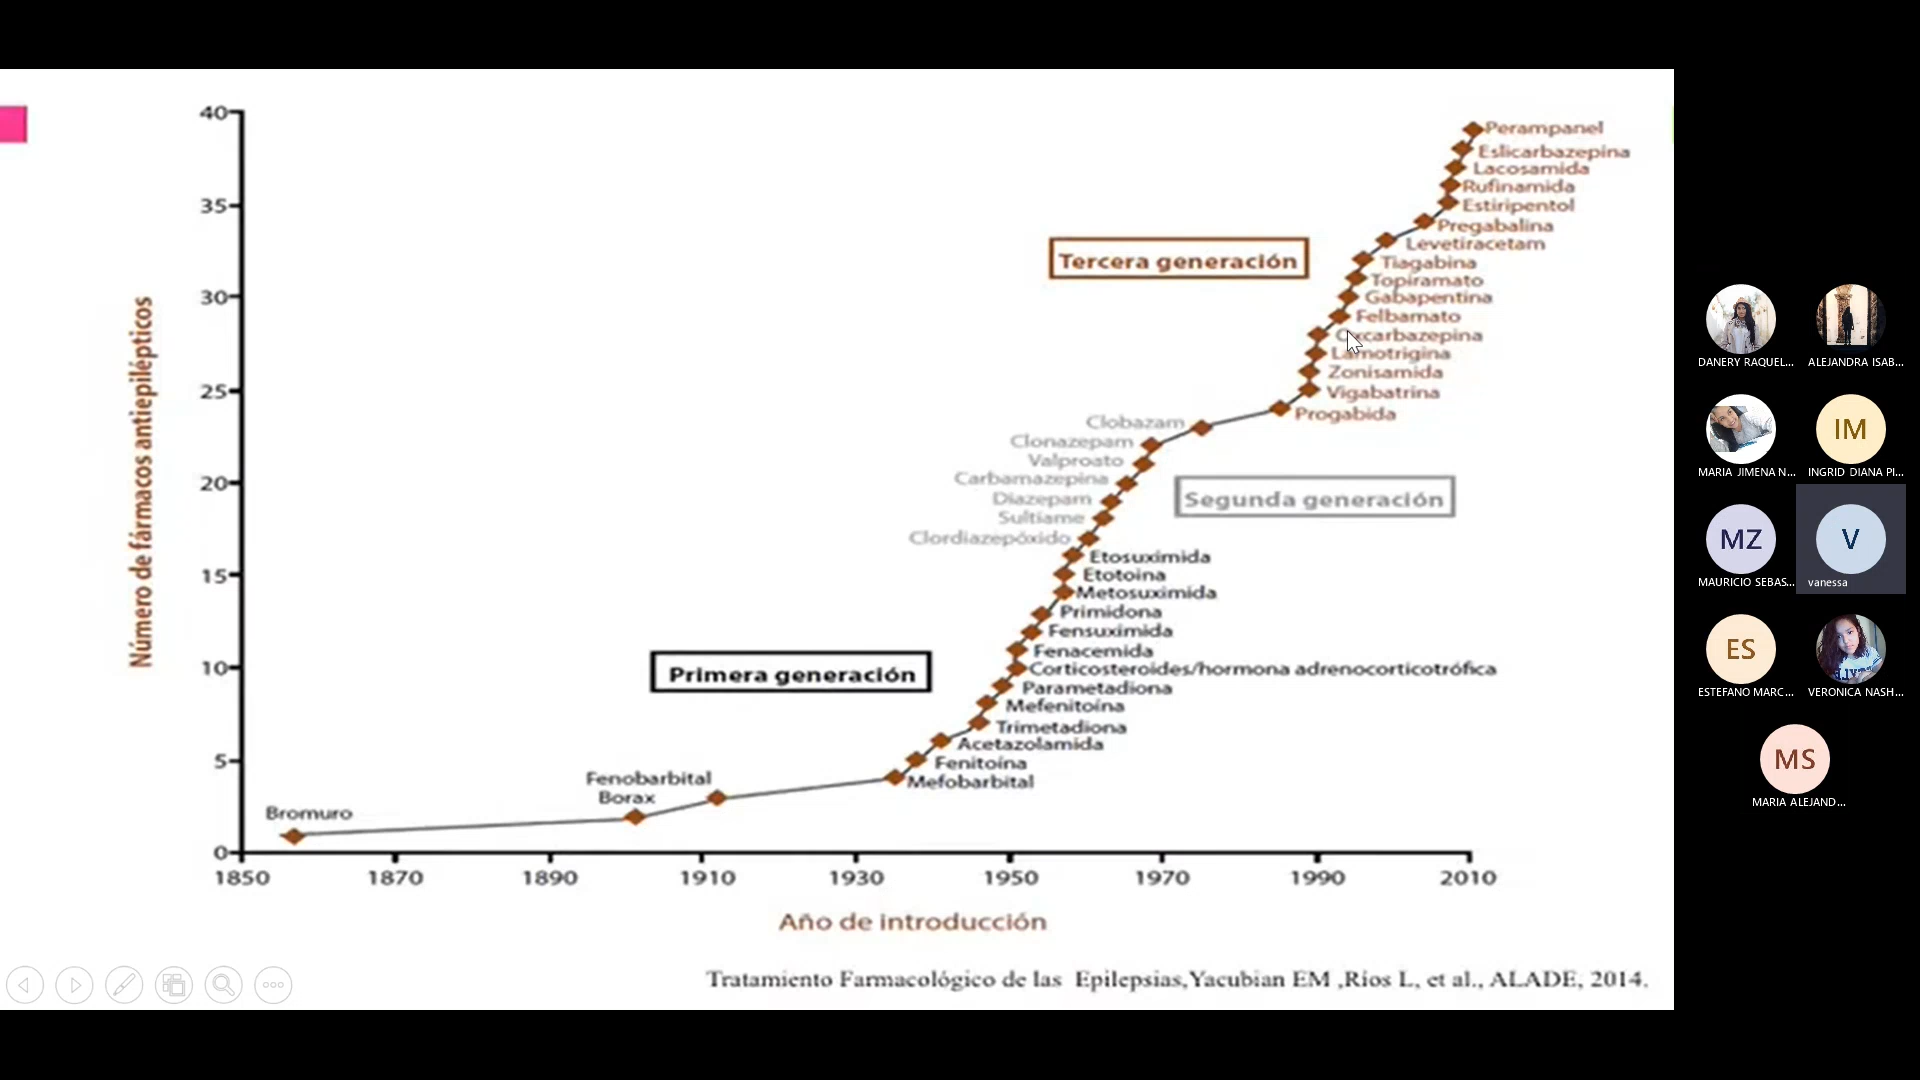 40
35
30
25
20
15
10
5
0
Número de fármacos antiepilépticos
Perampanel
Eslicarbazepina
Lacosamida
Rufinamida
Estiripentol
Pregabalina
Levetiracetam
Tiagabina
Topiramato
Gabapentina
Felbamato
Oxcarbazepina
Lamotrigina
Zonisamida
Vigabatrina
Progabida
Tercera generación
Clobazam
Clonazepam
Valproato
Carbamazepina
Diazepam
Sultiame
Clordiazepóxido
Segunda generación
Etosuximida
Etotoina
Metosuximida
Primidona
Fensuximida
Fenacemida
Corticosteroides/hormona adrenocorticotrófica
Parametadiona
Mefenitoína
Trimetadiona
Acetazolamida
Fenitoína
Mefobarbital
Primera generación
Fenobarbital
Borax
Bromuro
1850 1870 1890 1910 1930 1950 1970 1990 2010
Año de introducción
Tratamiento Farmacológico de las Epilepsias,Yacubian EM ,Ríos L, et al., ALADE, 2014.
DANERY RAQUEL...
ALEJANDRA ISAB...
MARIA JIMENA N...
IM
INGRID DIANA PI...
MZ
MAURICIO SEBAS...
V
vanessa
ES
ESTEFANO MARC...
VERONICA NASH...
MS
MARIA ALEJAND...